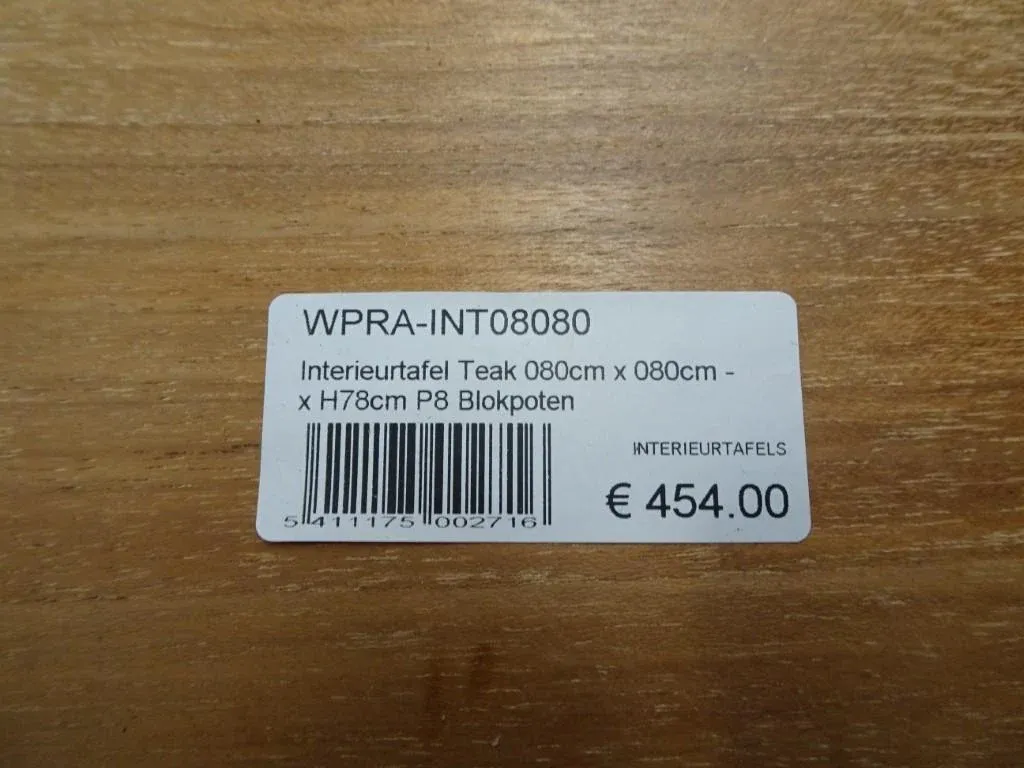 WPRA-INT08080
Interieurtafel Teak 080cm x 080cm -
x H78cm P8 Blokpoten
INTERIEURTAFELS
€ 454.00
5 411175 002716